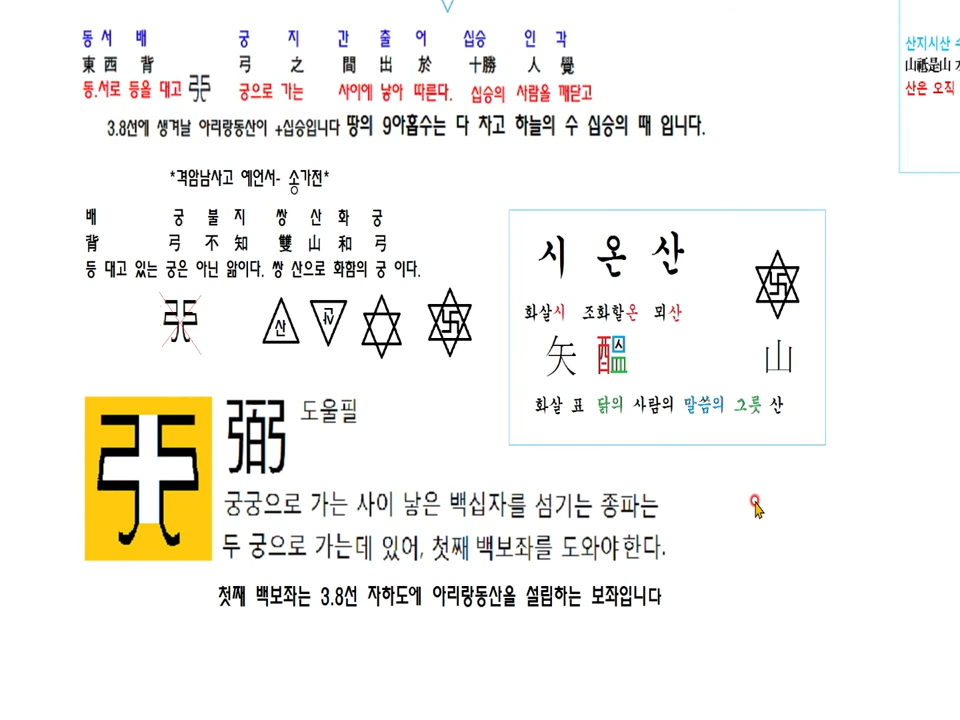 동 서 배 궁 지 간 출 어 십승 인 각
東 西 背 弓 之 間 出 於 十勝 人 覺
동.서로 등을 대고 궁으로 가는 사이에 낳아 따른다. 십승의 사람을 깨닫고
3.8선에 생겨날 아리랑동산이 +십승입니다 땅의 9아홉수는 다 차고 하늘의 수 십승의 때 입니다.
산지시산 수
山祗是山 水
산은 오직
*격암남사고 예언서- 송가전*
배 궁 불 지 쌍 산 화 궁
背 弓 不 知 雙 山 和 弓
등 대고 있는 궁은 아닌 앎이다. 쌍 산으로 화함의 궁 이다.
산
시 온 산
화살시 조화할온 뫼산
矢 醞 山
화살 표 닭의 사람의 말씀의 그릇 산
弼 도울필
궁궁으로 가는 사이 낳은 백십자를 섬기는 종파는
두 궁으로 가는데 있어, 첫째 백보좌를 도와야한다.
첫째 백보좌는 3.8선 자하도에 아리랑동산을 설립하는 보좌입니다